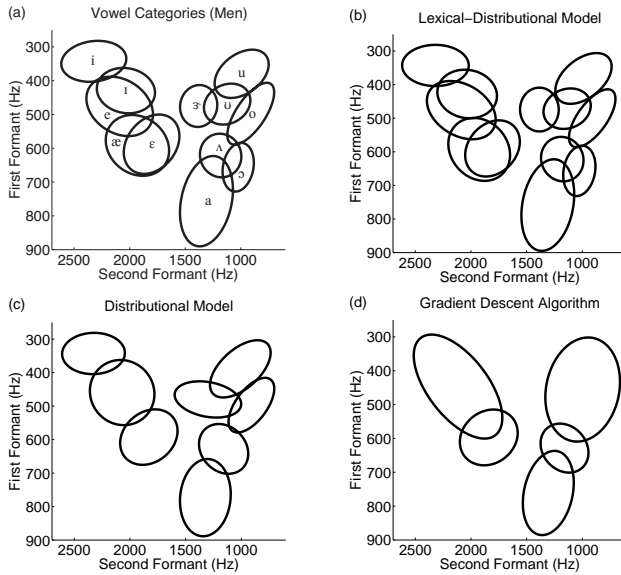 (a)
Vowel Categories (Men)
300
400
500
600
700
800
900
First Formant (Hz)
i
ɪ
e
æ
ɛ
u
ɝ
ʊ
o
ʌ
ɔ
a
2500 2000 1500 1000
Second Formant (Hz)
(b)
Lexical−Distributional Model
300
400
500
600
700
800
900
First Formant (Hz)
2500 2000 1500 1000
Second Formant (Hz)
(c)
Distributional Model
300
400
500
600
700
800
900
First Formant (Hz)
2500 2000 1500 1000
Second Formant (Hz)
(d)
Gradient Descent Algorithm
300
400
500
600
700
800
900
First Formant (Hz)
2500 2000 1500 1000
Second Formant (Hz)